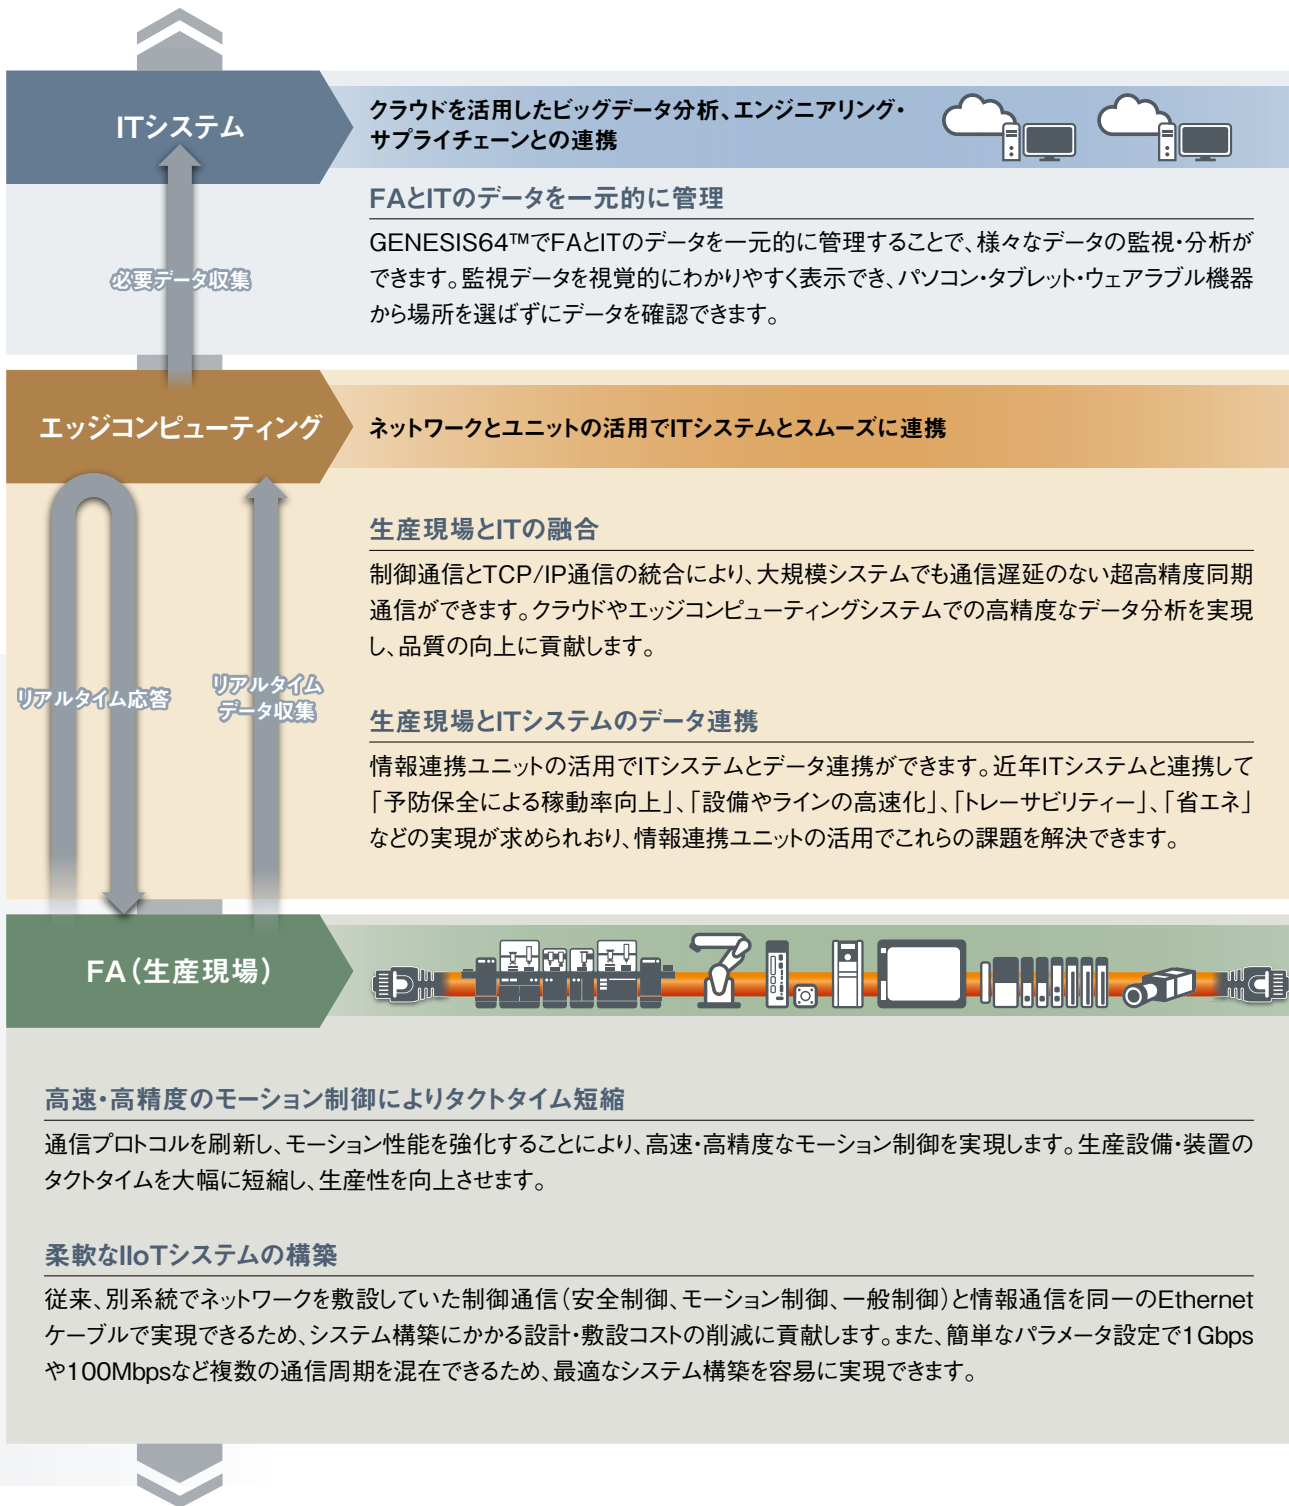 ITシステム
クラウドを活用したビッグデータ分析、エンジニアリング・
サプライチェーンとの連携
FAとITのデータを一元的に管理
GENESIS64™でFAとITのデータを一元的に管理することで、様々なデータの監視・分析が
できます。監視データを視覚的にわかりやすく表示でき、パソコン・タブレット・ウェアラブル機器
から場所を選ばずにデータを確認できます。
必要データ収集
エッジコンピューティング
ネットワークとユニットの活用でITシステムとスムーズに連携
生産現場とITの融合
制御通信とTCP/IP通信の統合により、大規模システムでも通信遅延のない超高精度同期
通信ができます。クラウドやエッジコンピューティングシステムでの高精度なデータ分析を実現
し、品質の向上に貢献します。
リアルタイム応答
リアルタイム
データ収集
生産現場とITシステムのデータ連携
情報連携ユニットの活用でITシステムとデータ連携ができます。近年ITシステムと連携して
「予防保全による稼動率向上」、「設備やラインの高速化」、「トレーサビリティー」、「省エネ」
などの実現が求められおり、情報連携ユニットの活用でこれらの課題を解決できます。
FA(生産現場)
高速・高精度のモーション制御によりタクトタイム短縮
通信プロトコルを刷新し、モーション性能を強化することにより、高速・高精度なモーション制御を実現します。生産設備・装置の
タクトタイムを大幅に短縮し、生産性を向上させます。
柔軟なIIoTシステムの構築
従来、別系統でネットワークを敷設していた制御通信(安全制御、モーション制御、一般制御)と情報通信を同一のEthernet
ケーブルで実現できるため、システム構築にかかる設計・敷設コストの削減に貢献します。また、簡単なパラメータ設定で1Gbps
や100Mbpsなど複数の通信周期を混在できるため、最適なシステム構築を容易に実現できます。